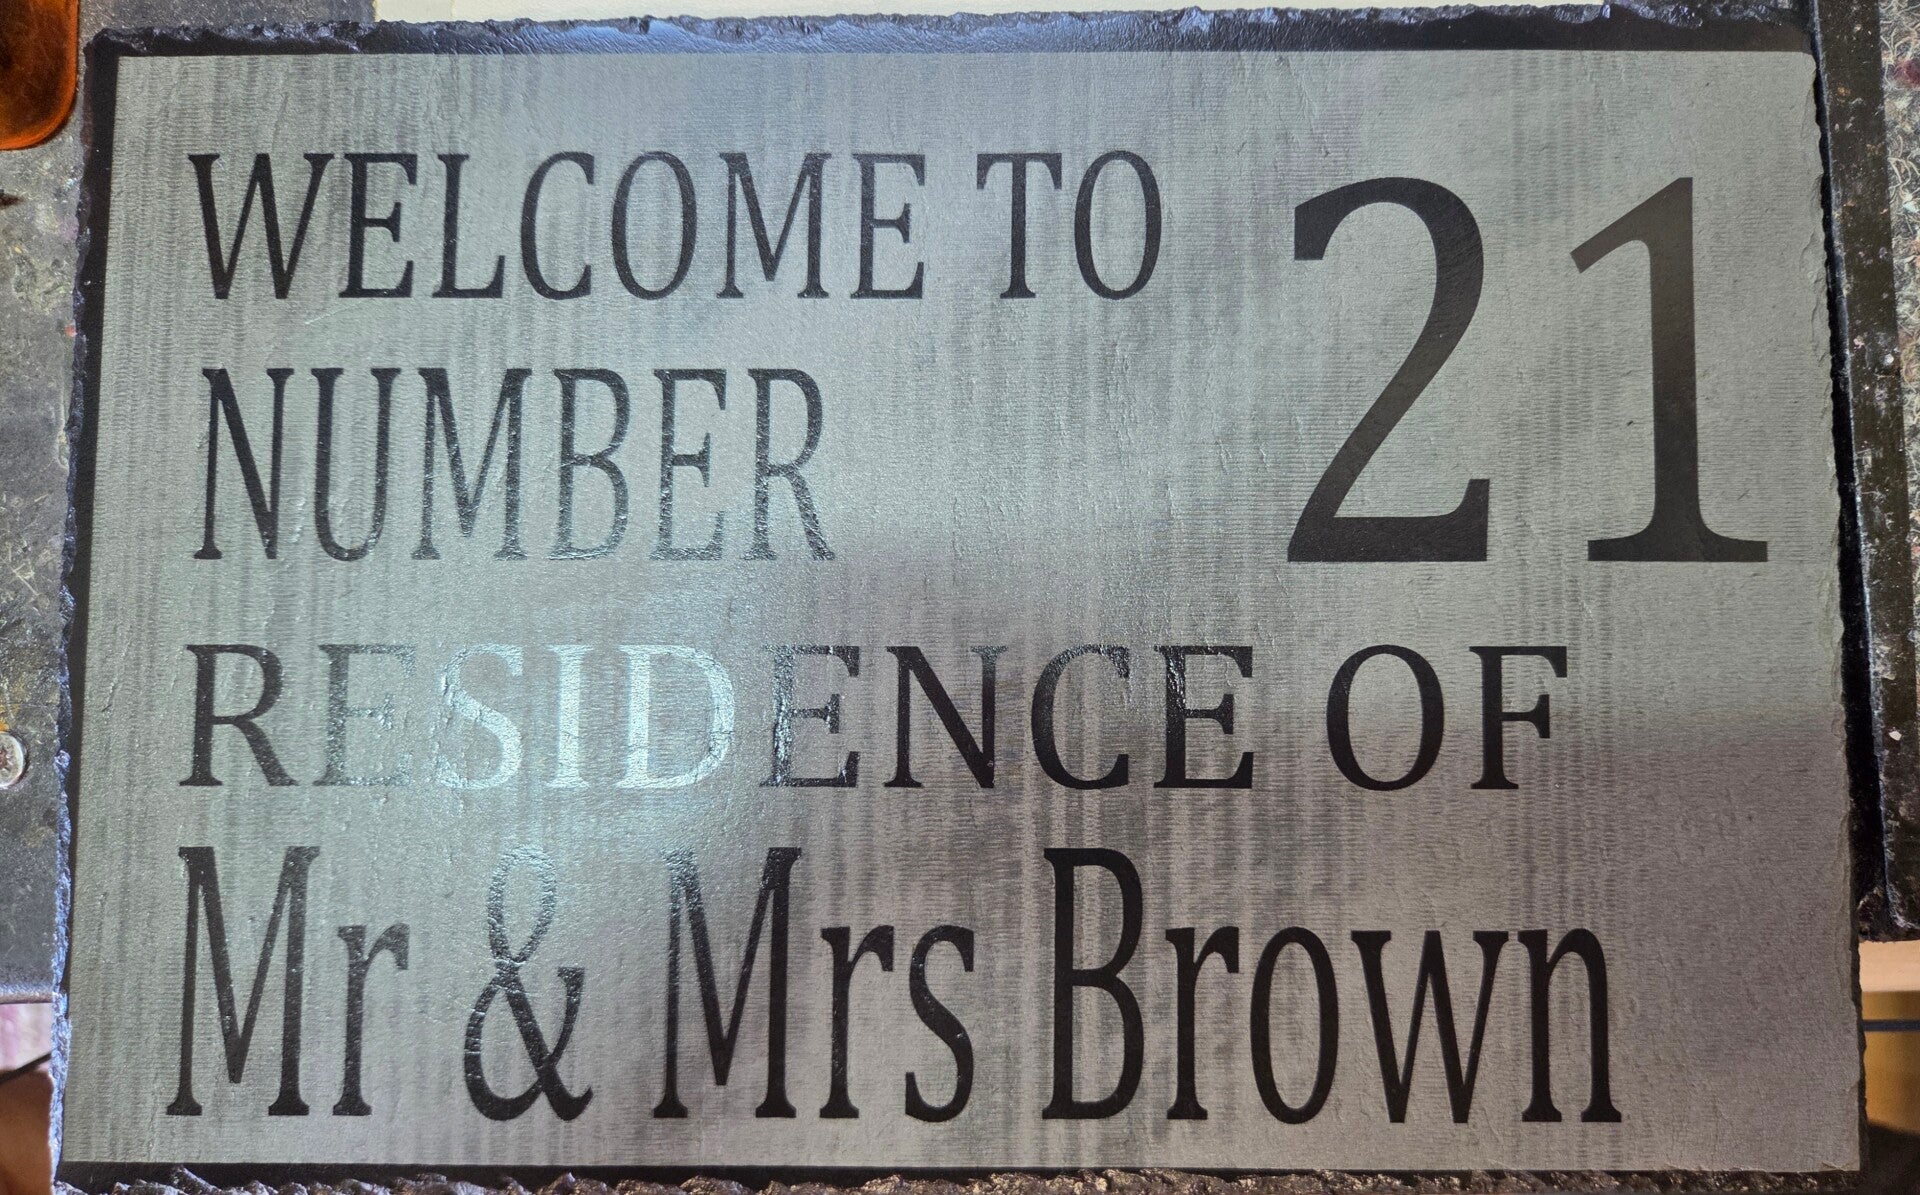 WELCOME TO
NUMBER
21
RESIDENCE OF
Mr & Mrs Brown